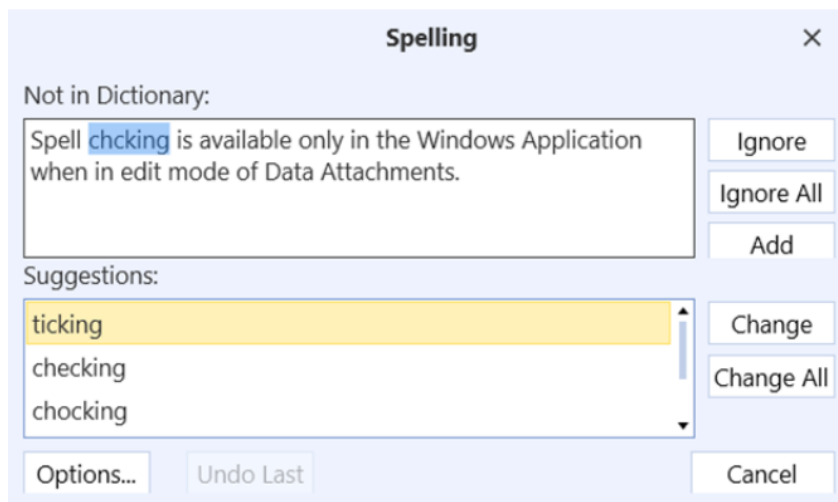 Spelling
Not in Dictionary:
Spell chcking is available only in the Windows Application
when in edit mode of Data Attachments.
Ignore
Ignore All
Add
Suggestions:
ticking
checking
chocking
Change
Change All
Options...
Undo Last
Cancel